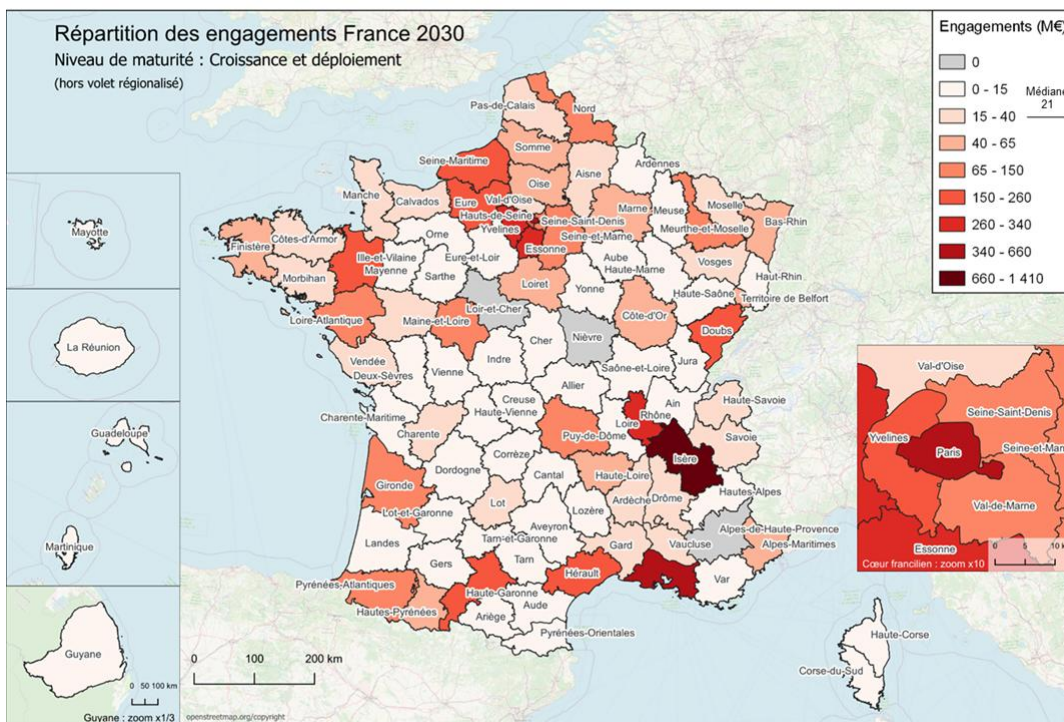 Répartition des engagements France 2030
Niveau de maturité : Croissance et déploiement
(hors volet régionalisé)
Engagements (M€)
0
0 - 15
15 - 40
40 - 65
65 - 150
150 - 260
260 - 340
340 - 660
660 - 1 410
Médiane
21
Pas-de-Calais
Nord
Somme
Seine-Maritime
Aisne
Ardennes
Oise
Manche
Calvados
Eure
Val-d'Oise
Hauts-de-Seine
Yvelines
Seine-Saint-Denis
Seine-et-Marne
Essonne
Marne
Meuse
Moselle
Meurthe-et-Moselle
Bas-Rhin
Finistère
Côtes-d'Armor
Morbihan
Ille-et-Vilaine
Mayenne
Orne
Sarthe
Eure-et-Loir
Loiret
Aube
Haute-Marne
Yonne
Vosges
Haut-Rhin
Haute-Saône
Territoire de Belfort
Loire-Atlantique
Maine-et-Loire
Loir-et-Cher
Cher
Nièvre
Côte-d'Or
Doubs
Jura
Vendée
Deux-Sèvres
Vienne
Indre
Saône-et-Loire
Allier
Creuse
Haute-Vienne
Charente-Maritime
Charente
Puy-de-Dôme
Loire
Rhône
Ain
Haute-Savoie
Savoie
Isère
Corrèze
Cantal
Dordogne
Haute-Loire
Ardèche
Drôme
Hautes-Alpes
Gironde
Lot-et-Garonne
Lot
Aveyron
Lozère
Landes
Tarn-et-Garonne
Tarn
Gers
Gard
Vaucluse
Alpes-de-Haute-Provence
Alpes-Maritimes
Var
Hérault
Pyrénées-Atlantiques
Hautes-Pyrénées
Haute-Garonne
Ariège
Aude
Pyrénées-Orientales
Haute-Corse
Corse-du-Sud
Mayotte
La Réunion
Guadeloupe
Martinique
Guyane
0 50 100 km
Guyane : zoom x1/3
0 100 200 km
openstreetmap.org/copyright
Val-d'Oise
Seine-Saint-Denis
Yvelines
Paris
Seine-et-Mar
Val-de-Marne
Essonne
0 5 10
Cœur francilien : zoom x10